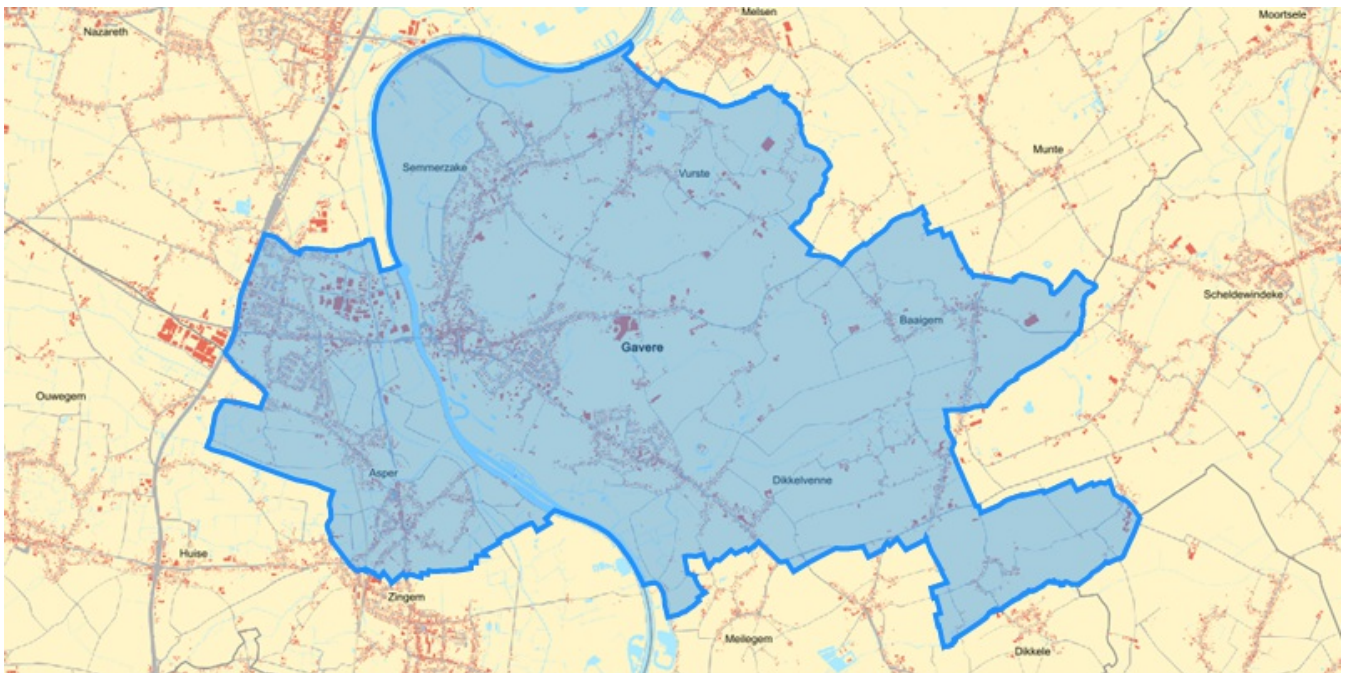 Melsen
Moortsele
Nazareth
Munte
Semmerzake
Vurste
Scheldewindeke
Baaigem
Gavere
Ouwegem
Asper
Dikkelvenne
Huise
Zingem
Meilegem
Dikkele